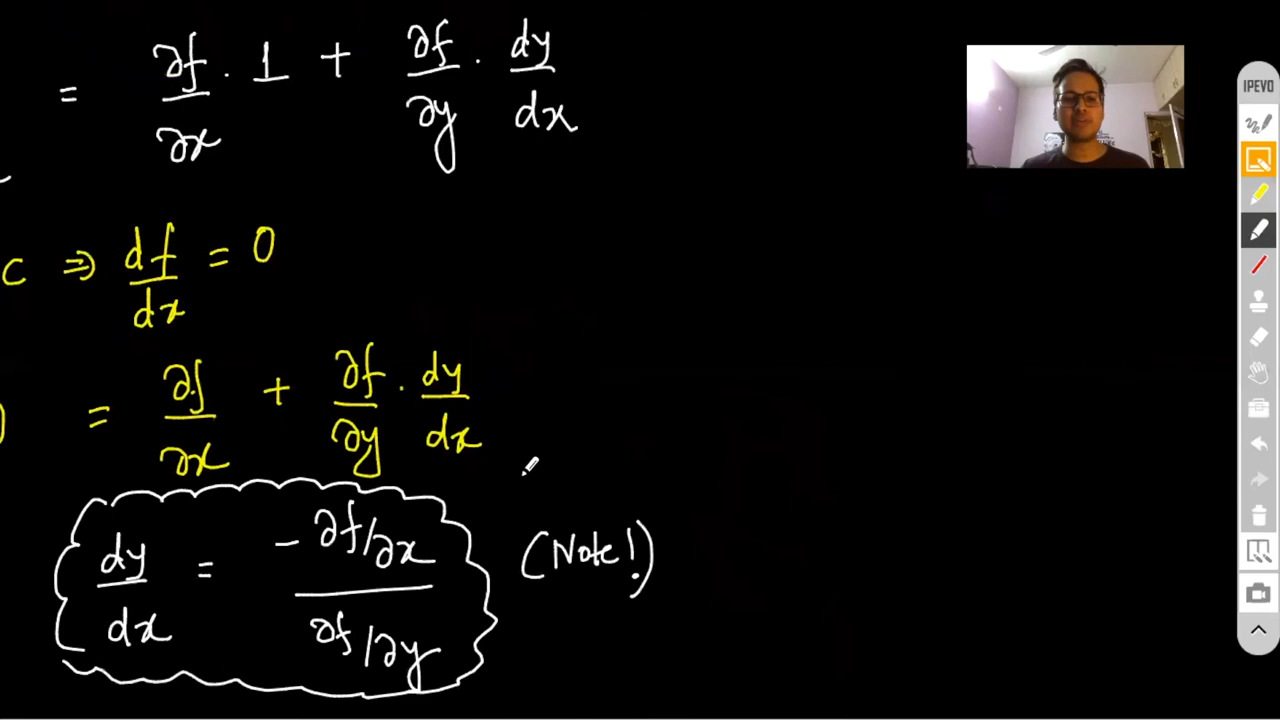 = ∂f/∂x · 1 + ∂f/∂y · dy/dx
IPEVO
c ⇒ df/dx = 0
= ∂f/∂x + ∂f/∂y · dy/dx
dy/dx = - ∂f/∂x / ∂f/∂y (Note!)